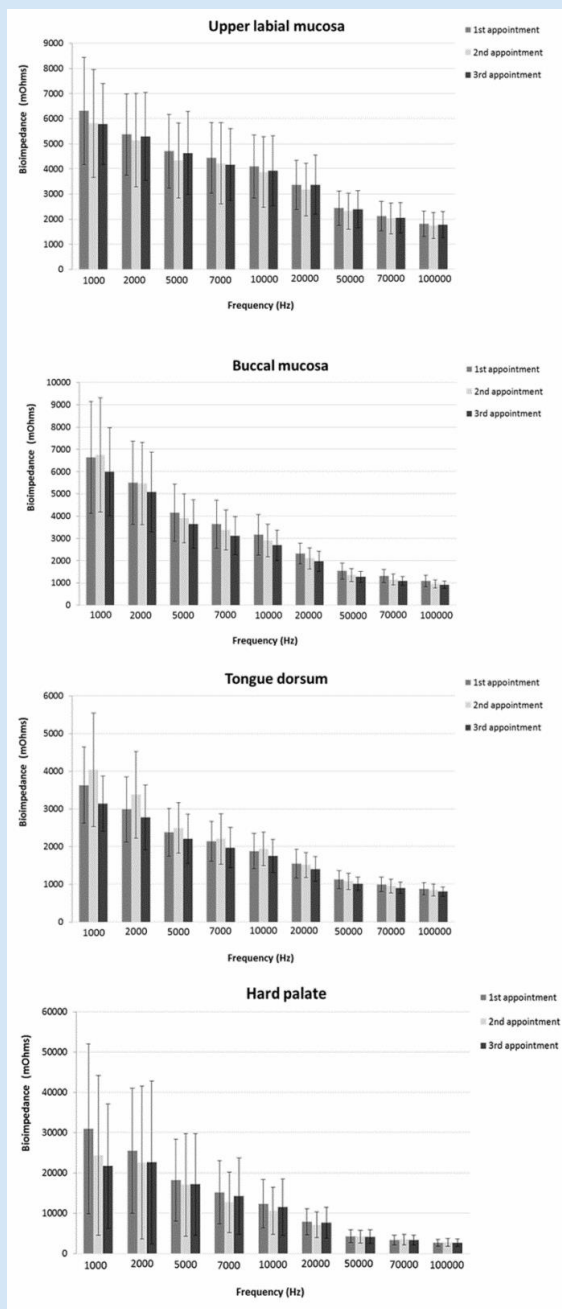 Upper labial mucosa
Bioimpedance (mOhms)
9000
8000
7000
6000
5000
4000
3000
2000
1000
0
1000 2000 5000 7000 10000 20000 50000 70000 100000
Frequency (Hz)
1st appointment
2nd appointment
3rd appointment
Buccal mucosa
Bioimpedance (mOhms)
10000
9000
8000
7000
6000
5000
4000
3000
2000
1000
0
1000 2000 5000 7000 10000 20000 50000 70000 100000
Frequency (Hz)
1st appointment
2nd appointment
3rd appointment
Tongue dorsum
Bioimpedance (mOhms)
6000
5000
4000
3000
2000
1000
0
1000 2000 5000 7000 10000 20000 50000 70000 100000
Frequency (Hz)
1st appointment
2nd appointment
3rd appointment
Hard palate
Bioimpedance (mOhms)
60000
50000
40000
30000
20000
10000
0
1000 2000 5000 7000 10000 20000 50000 70000 100000
Frequency (Hz)
1st appointment
2nd appointment
3rd appointment